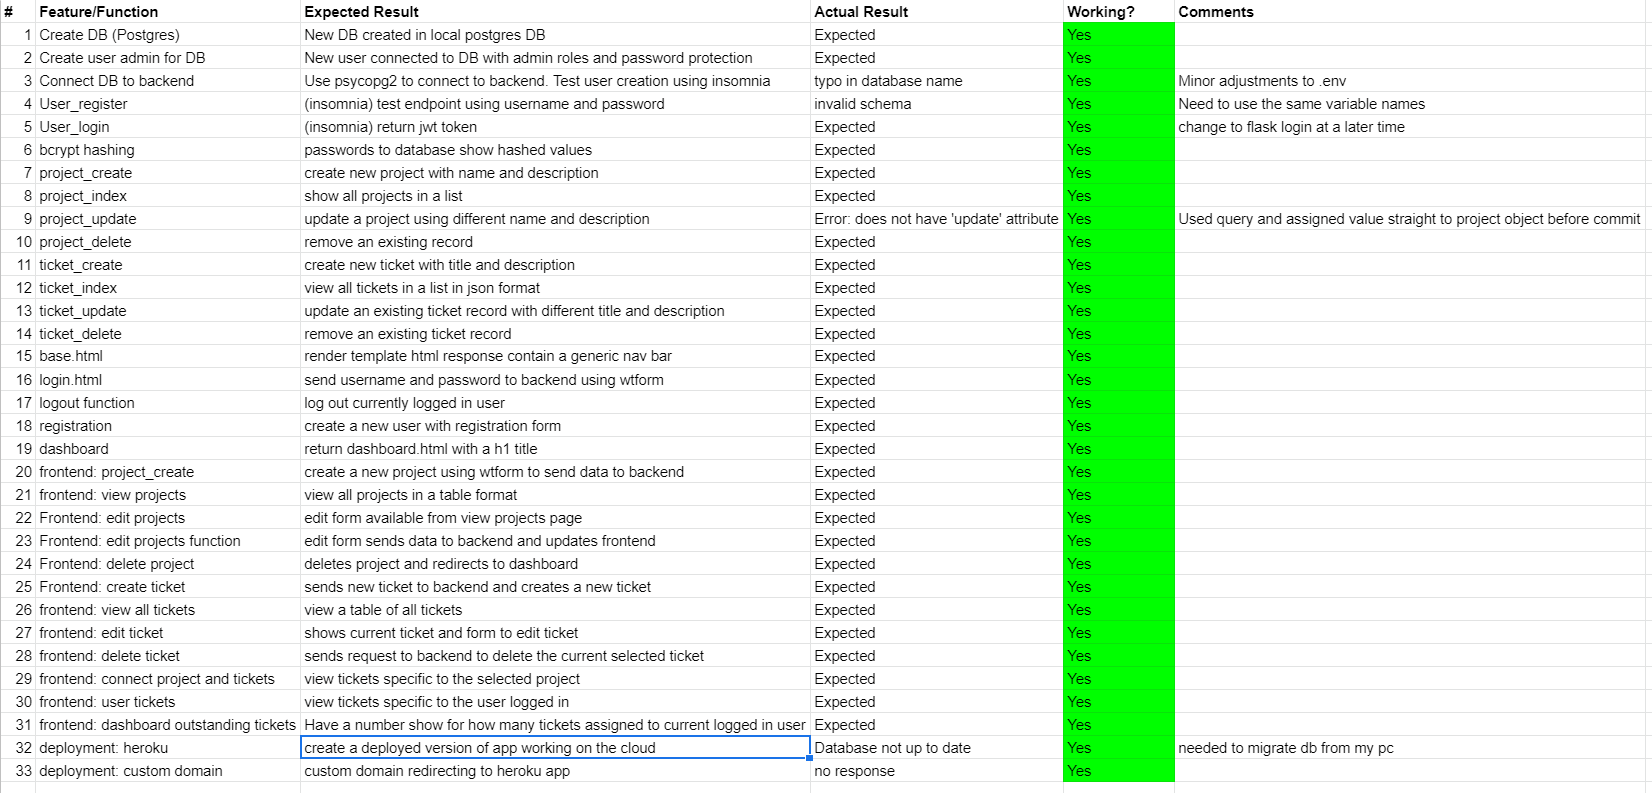 # Feature/Function Expected Result Actual Result Working? Comments
1 Create DB (Postgres) New DB created in local postgres DB Expected Yes
2 Create user admin for DB New user connected to DB with admin roles and password protection Expected Yes
3 Connect DB to backend Use psycopg2 to connect to backend. Test user creation using insomnia typo in database name Yes Minor adjustments to .env
4 User_register (insomnia) test endpoint using username and password invalid schema Yes Need to use the same variable names
5 User_login (insomnia) return jwt token Expected Yes change to flask login at a later time
6 bcrypt hashing passwords to database show hashed values Expected Yes
7 project_create create new project with name and description Expected Yes
8 project_index show all projects in a list Expected Yes
9 project_update update a project using different name and description Error: does not have 'update' attribute Yes Used query and assigned value straight to project object before commit
10 project_delete remove an existing record Expected Yes
11 ticket_create create new ticket with title and description Expected Yes
12 ticket_index view all tickets in a list in json format Expected Yes
13 ticket_update update an existing ticket record with different title and description Expected Yes
14 ticket_delete remove an existing ticket record Expected Yes
15 base.html render template html response contain a generic nav bar Expected Yes
16 login.html send username and password to backend using wtform Expected Yes
17 logout function log out currently logged in user Expected Yes
18 registration create a new user with registration form Expected Yes
19 dashboard return dashboard.html with a h1 title Expected Yes
20 frontend: project_create create a new project using wtform to send data to backend Expected Yes
21 frontend: view projects view all projects in a table format Expected Yes
22 Frontend: edit projects edit form available from view projects page Expected Yes
23 Frontend: edit projects function edit form sends data to backend and updates frontend Expected Yes
24 Frontend: delete project deletes project and redirects to dashboard Expected Yes
25 Frontend: create ticket sends new ticket to backend and creates a new ticket Expected Yes
26 frontend: view all tickets view a table of all tickets Expected Yes
27 frontend: edit ticket shows current ticket and form to edit ticket Expected Yes
28 frontend: delete ticket sends request to backend to delete the current selected ticket Expected Yes
29 frontend: connect project and tickets view tickets specific to the selected project Expected Yes
30 frontend: user tickets view tickets specific to the user logged in Expected Yes
31 frontend: dashboard outstanding tickets Have a number show for how many tickets assigned to current logged in user Expected Yes
32 deployment: heroku create a deployed version of app working on the cloud Database not up to date Yes needed to migrate db from my pc
33 deployment: custom domain custom domain redirecting to heroku app no response Yes